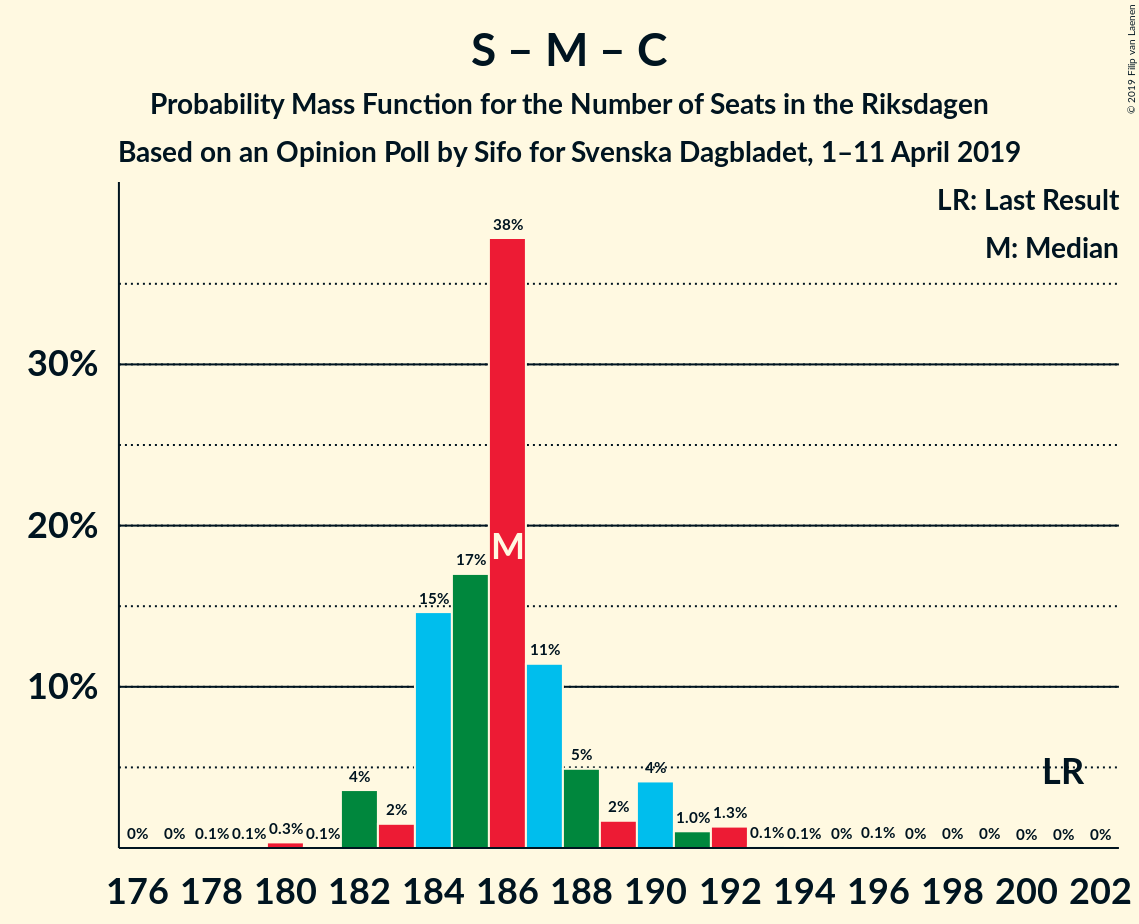 S – M – C
Probability Mass Function for the Number of Seats in the Riksdagen
Based on an Opinion Poll by Sifo for Svenska Dagbladet, 1–11 April 2019
© 2019 Filip van Laenen
LR: Last Result
M: Median
38%
30%
20%
M
17%
15%
11%
10%
5%
4%
4%
LR
2%
2%
0% 0% 0.1% 0.1% 0.3% 0.1% 1.0% 1.3% 0.1% 0.1% 0% 0.1% 0% 0% 0% 0% 0% 0%
176 178 180 182 184 186 188 190 192 194 196 198 200 202